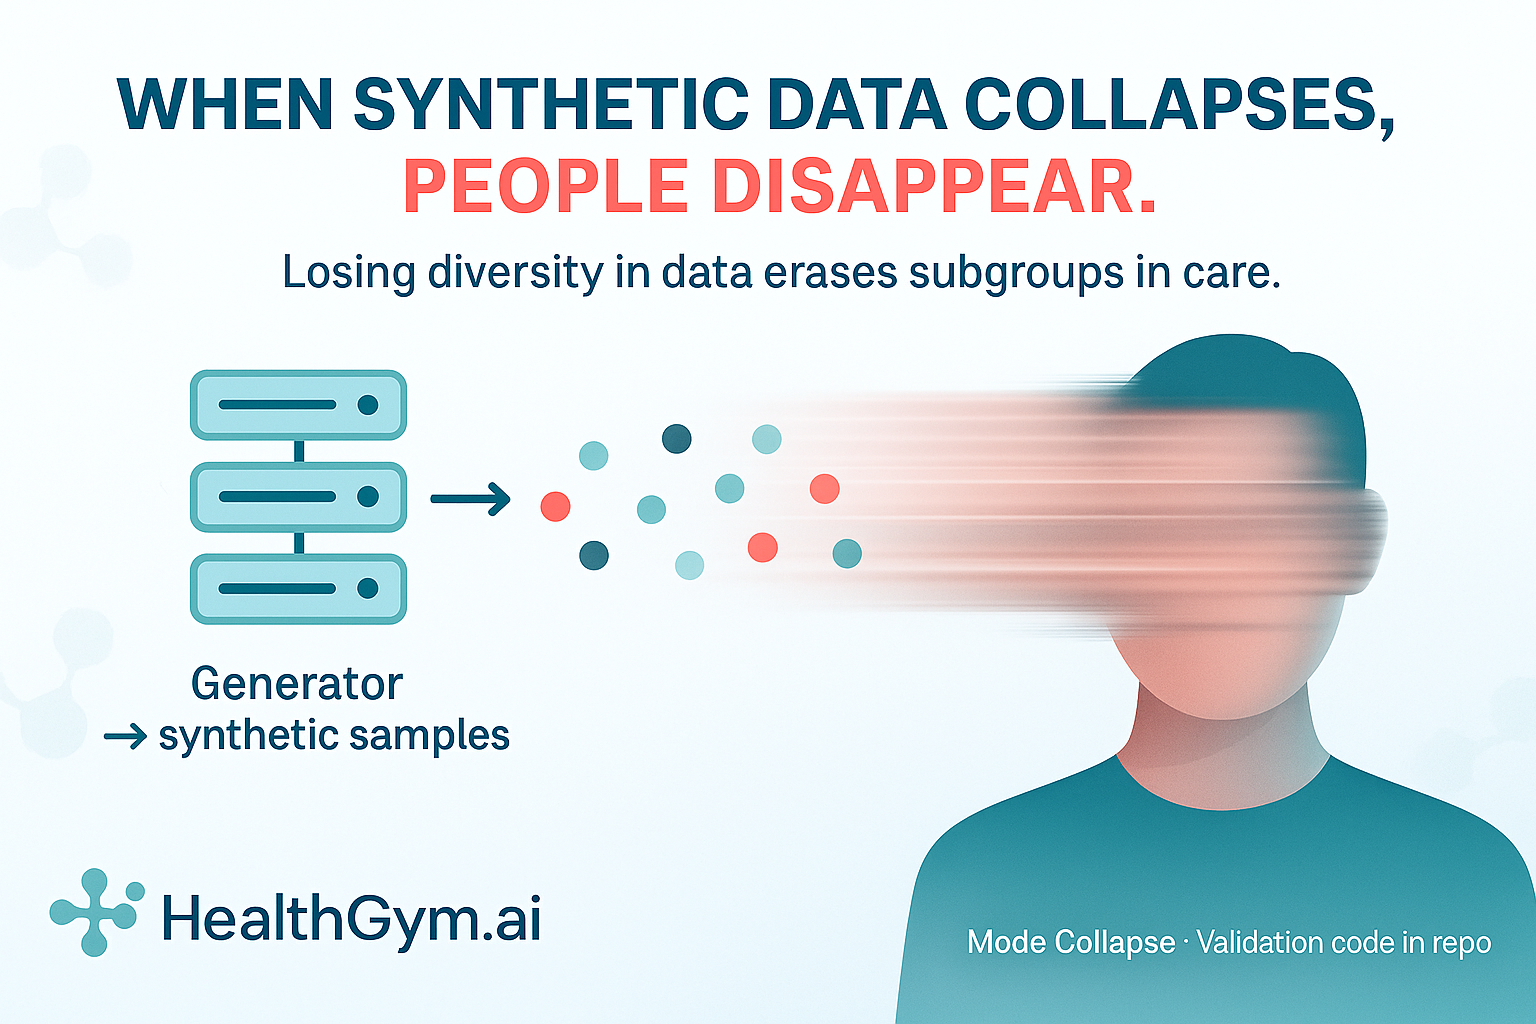 WHEN SYNTHETIC DATA COLLAPSES,
PEOPLE DISAPPEAR.
Losing diversity in data erases subgroups in care.
Generator
→ synthetic samples
HealthGym.ai
Mode Collapse · Validation code in repo